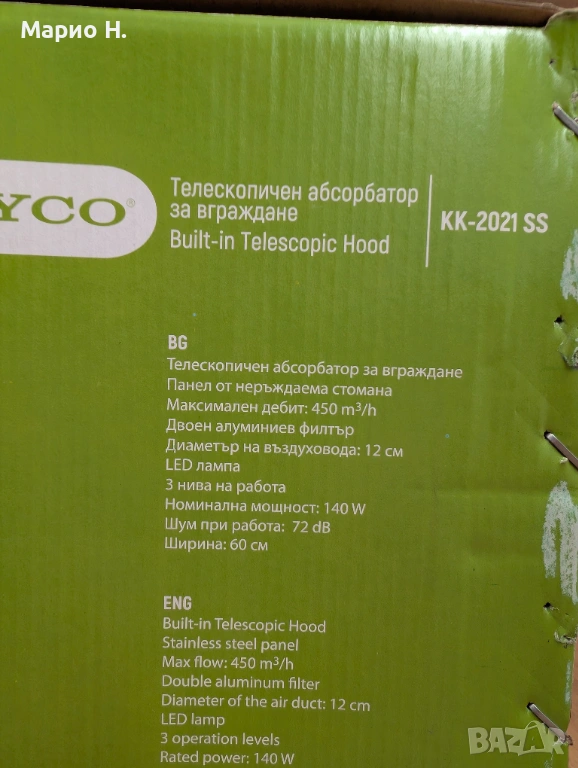 Марио Н.
YCO®
Телескопичен абсорбатор
за вграждане
Built-in Telescopic Hood
KK-2021 SS
BG
Телескопичен абсорбатор за вграждане
Панел от неръждаема стомана
Максимален дебит: 450 m³/h
Двоен алуминиев филтър
Диаметър на въздуховода: 12 см
LED лампа
3 нива на работа
Номинална мощност: 140 W
Шум при работа: 72 dB
Ширина: 60 см
ENG
Built-in Telescopic Hood
Stainless steel panel
Max flow: 450 m³/h
Double aluminum filter
Diameter of the air duct: 12 cm
LED lamp
3 operation levels
Rated power: 140 W
BAZAR